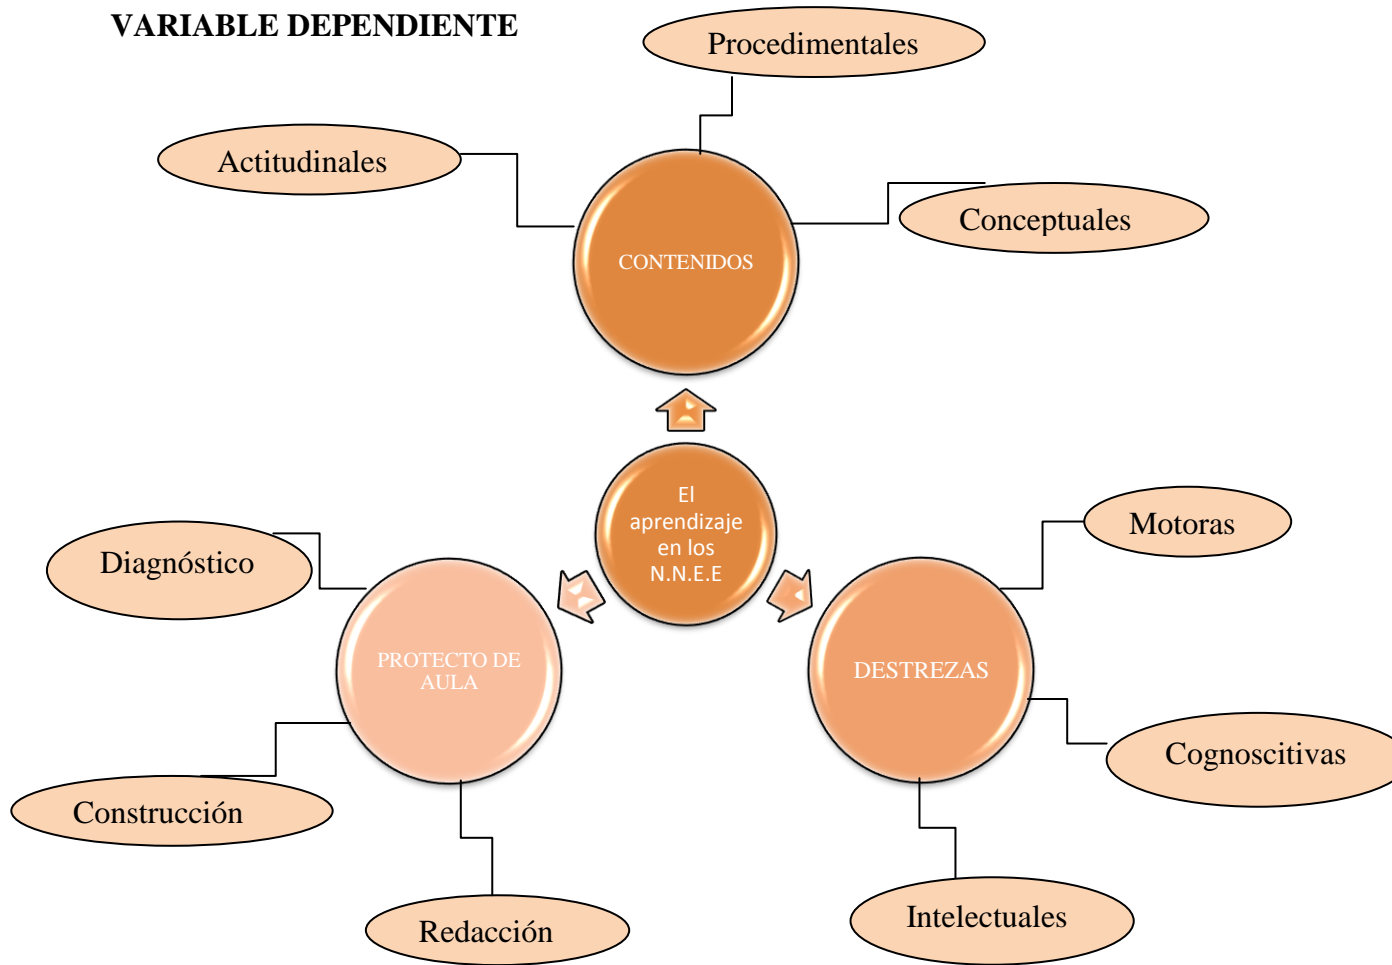 VARIABLE DEPENDIENTE
Procedimentales
Actitudinales
Conceptuales
CONTENIDOS
El
aprendizaje
en los
N.N.E.E
Motoras
Diagnóstico
PROTECTO DE
AULA
DESTREZAS
Cognoscitivas
Construcción
Intelectuales
Redacción